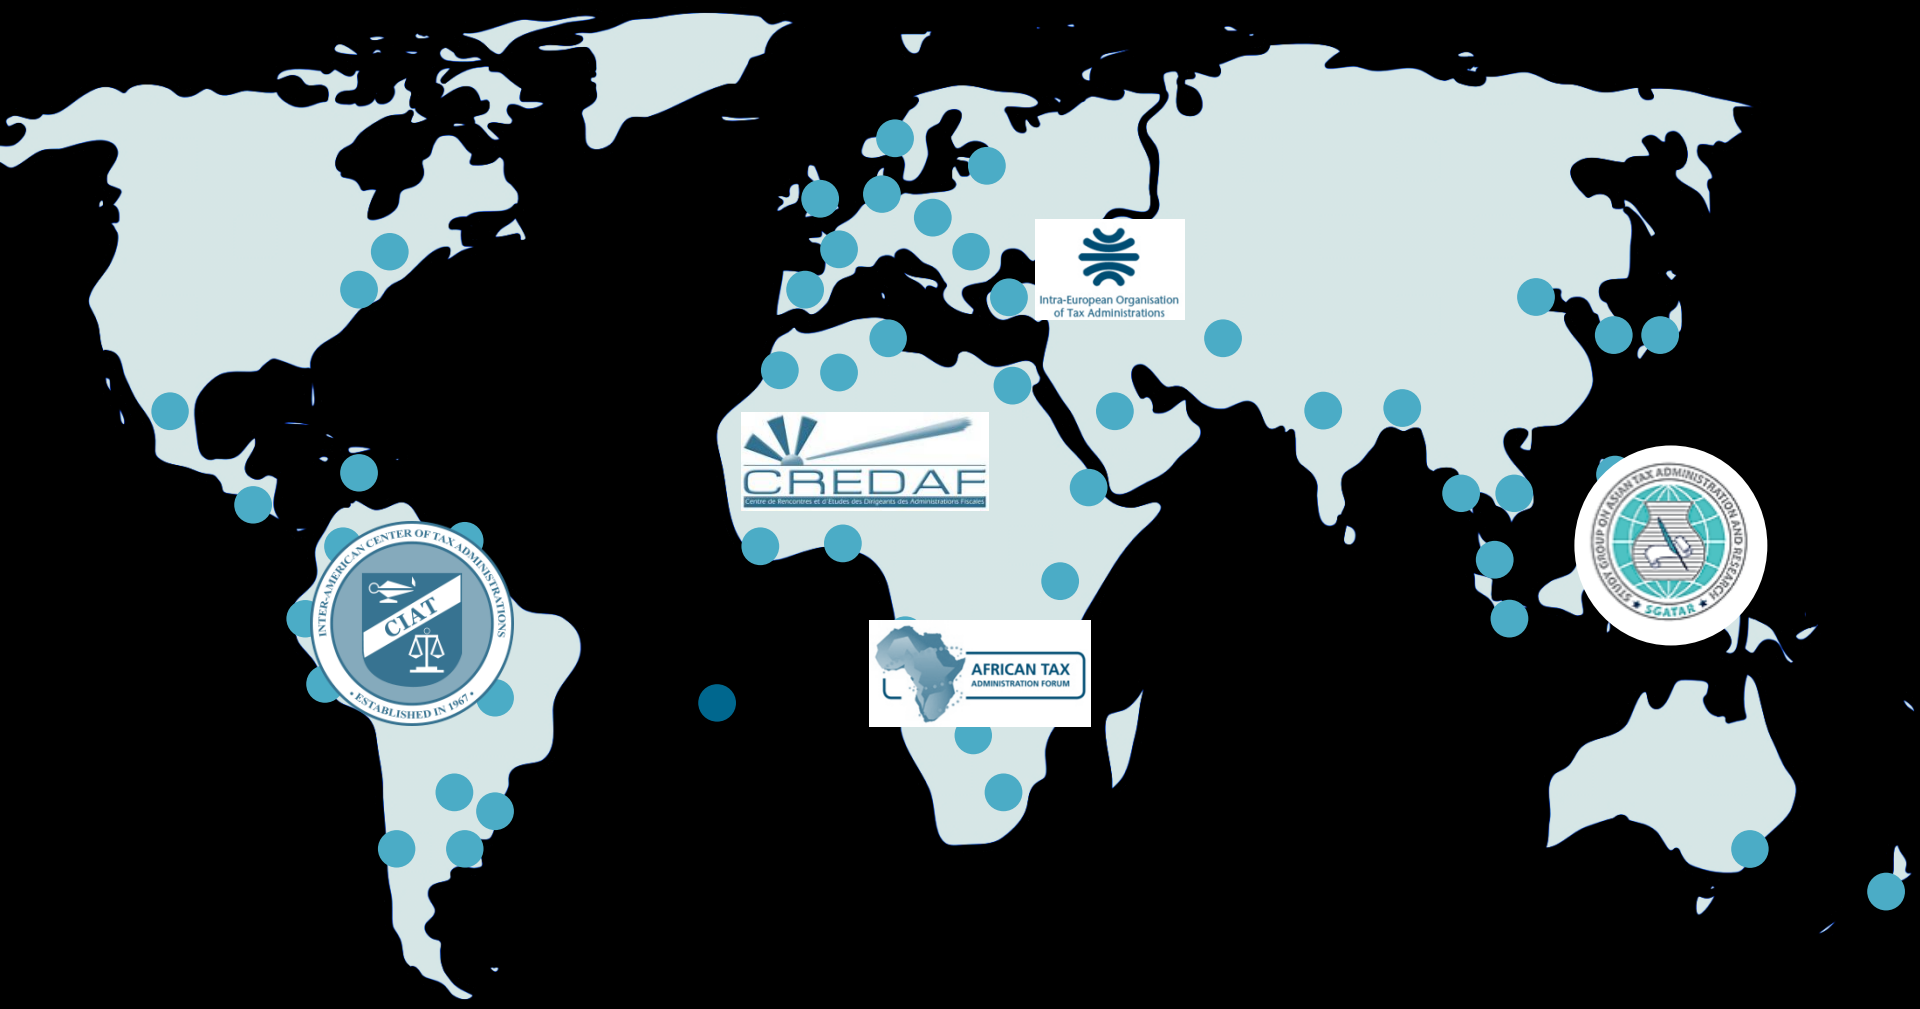 Intra-European Organisation
of Tax Administrations
CREDAF
Centre de Rencontres et d'Etudes des Dirigeants des Administrations Fiscales
INTER-AMERICAN CENTER OF TAX ADMINISTRATIONS
CIAT
• ESTABLISHED IN 1967 •
STUDY GROUP ON ASIAN TAX ADMINISTRATION AND RESEARCH
SGATAR
AFRICAN TAX
ADMINISTRATION FORUM